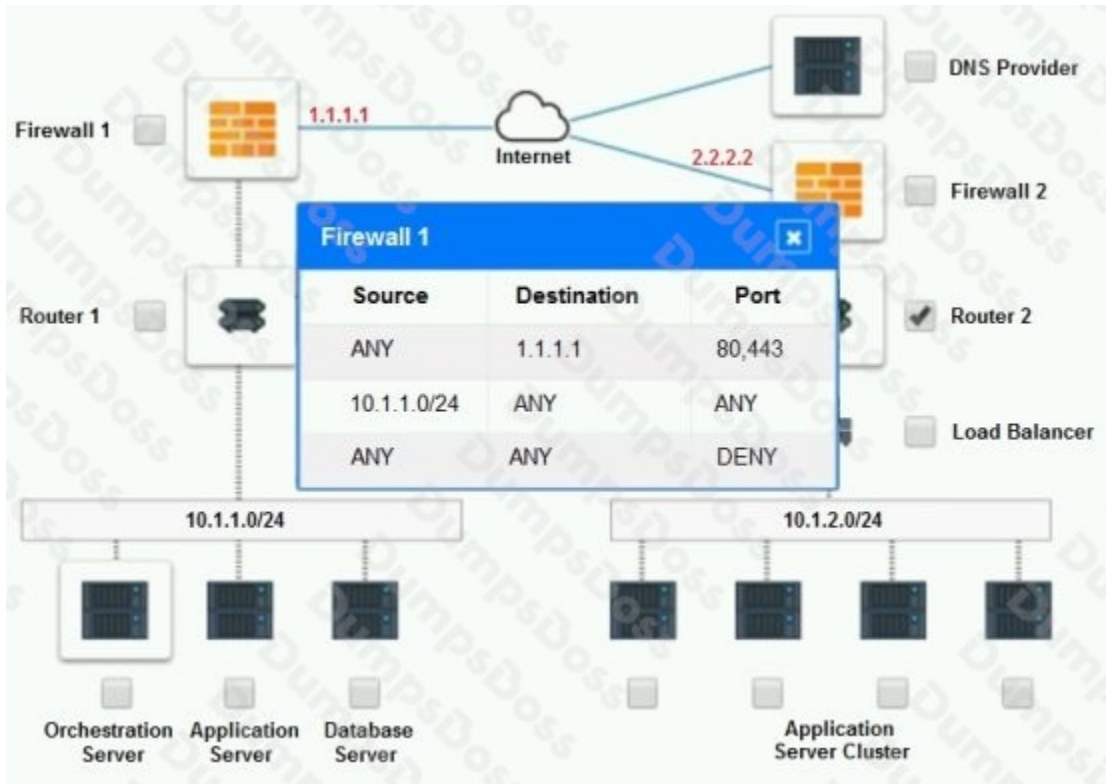 DNS Provider
Firewall 1
1.1.1.1
Internet
2.2.2.2
Firewall 2
Firewall 1
Source Destination Port
ANY 1.1.1.1 80,443
10.1.1.0/24 ANY ANY
ANY ANY DENY
Router 1
Router 2
Load Balancer
10.1.1.0/24
10.1.2.0/24
Orchestration
Server
Application
Server
Database
Server
Application
Server Cluster
DumpsDoss